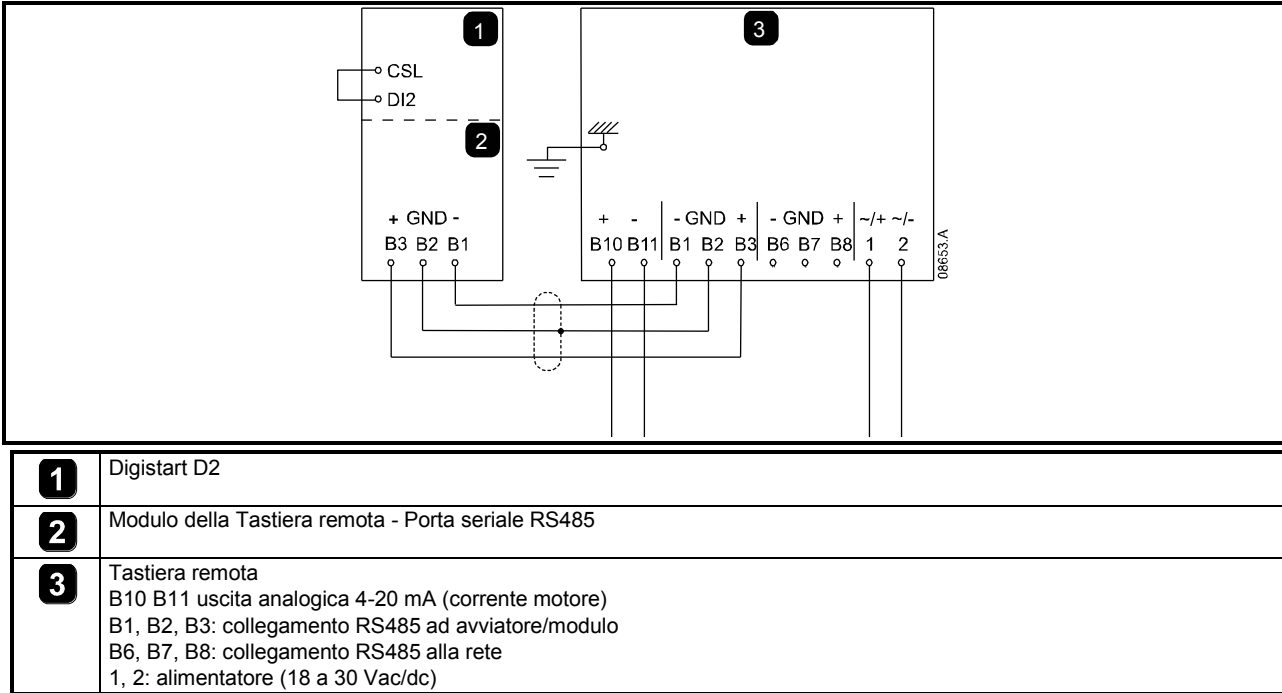 1
3
CSL
DI2
2
+ GND -
B3 B2 B1
+ - - GND + - GND + ~/+ ~/-
B10 B11 B1 B2 B3 B6 B7 B8 1 2
08653.A
1 Digistart D2
2 Modulo della Tastiera remota - Porta seriale RS485
3 Tastiera remota
B10 B11 uscita analogica 4-20 mA (corrente motore)
B1, B2, B3: collegamento RS485 ad avviatore/modulo
B6, B7, B8: collegamento RS485 alla rete
1, 2: alimentatore (18 a 30 Vac/dc)